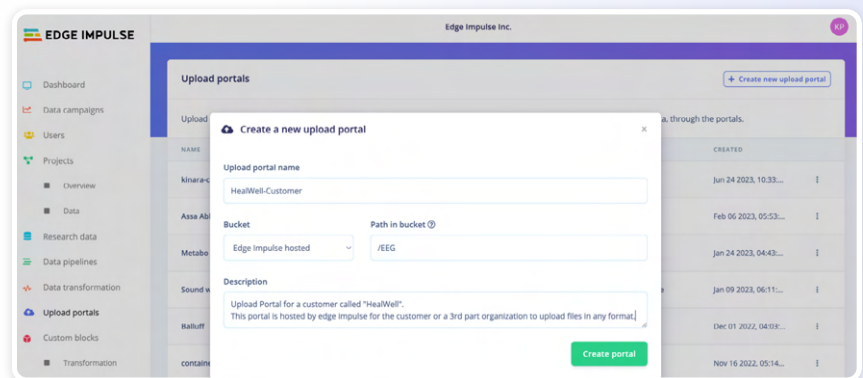 EDGE IMPULSE
Edge Impulse Inc.
KP
Dashboard
Data campaigns
Users
Projects
Overview
Data
Research data
Data pipelines
Data transformation
Upload portals
Custom blocks
Transformation
Upload portals
+ Create new upload portal
Upload
a, through the portals.
NAME
CREATED
kinara-c
Jun 24 2023, 10:33:...
Assa Abl
Feb 06 2023, 05:53:...
Metabo
Jan 24 2023, 04:43:...
Sound w
a
Jan 09 2023, 06:11:...
Balluff
Dec 01 2022, 04:03:...
containe
Nov 16 2022, 05:14...
Create a new upload portal
×
Upload portal name
HealWell-Customer
Bucket
Path in bucket ?
Edge Impulse hosted
/EEG
Description
Upload Portal for a customer called "HealWell".
This portal is hosted by edge impulse for the customer or a 3rd part organization to upload files in any format.
Create portal